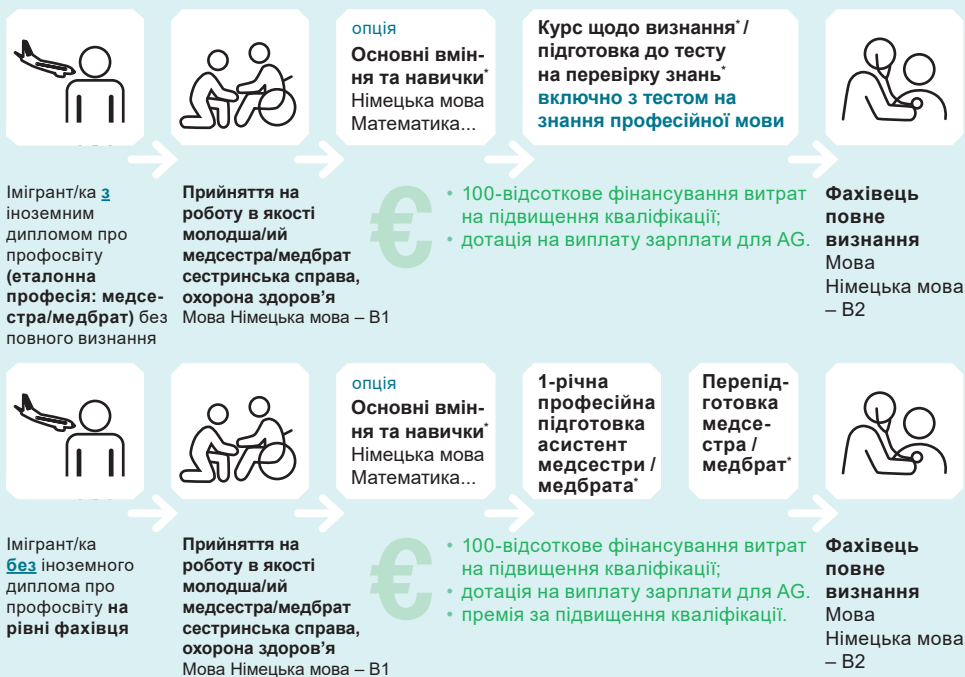 опція
Основні вмін-
ня та навички*
Німецька мова
Математика...
Курс щодо визнання* /
підготовка до тесту
на перевірку знань*
включно з тестом на
знання професійної мови
Імігрант/ка з
іноземним
дипломом про
профосвіту
(еталонна
професія: медсе-
стра/медбрат) без
повного визнання
Прийняття на
роботу в якості
молодша/ий
медсестра/медбрат
сестринська справа,
охорона здоров’я
Мова Німецька мова – B1
€
• 100-відсоткове фінансування витрат
на підвищення кваліфікації;
• дотація на виплату зарплати для AG.
Фахівець
повне
визнання
Мова
Німецька мова
– B2
опція
Основні вмін-
ня та навички*
Німецька мова
Математика...
1-річна
професійна
підготовка
асистент
медсестри /
медбрата*
Перепід-
готовка
медсе-
стра /
медбрат*
Імігрант/ка
без іноземного
диплома про
профосвіту на
рівні фахівця
Прийняття на
роботу в якості
молодша/ий
медсестра/медбрат
сестринська справа,
охорона здоров’я
Мова Німецька мова – B1
€
• 100-відсоткове фінансування витрат
на підвищення кваліфікації;
• дотація на виплату зарплати для AG.
• премія за підвищення кваліфікації.
Фахівець
повне
визнання
Мова
Німецька мова
– B2